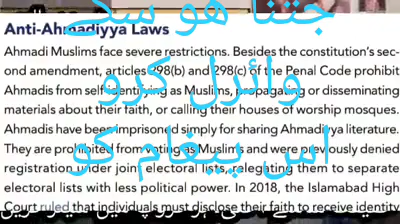 جتنا ہو سکے
Anti-Ahmadiyya Laws
Ahmadi Muslims face severe restrictions. Besides the constitution's sec-
ond amendment, articles 298(b) and 298(c) of the Penal Code prohibit
Ahmadis from self-identifying as Muslims, propagating or disseminating
وائرل کرو
materials about their faith, or calling their houses of worship mosques.
Ahmadis have been imprisoned simply for sharing Ahmadiyya literature.
اس پیغام کو
They are prohibited from voting as Muslims and were previously denied
registration under joint electoral lists, relegating them to separate
electoral lists with less political power. In 2018, the Islamabad High
Court ruled that individuals must disclose their faith to receive identity